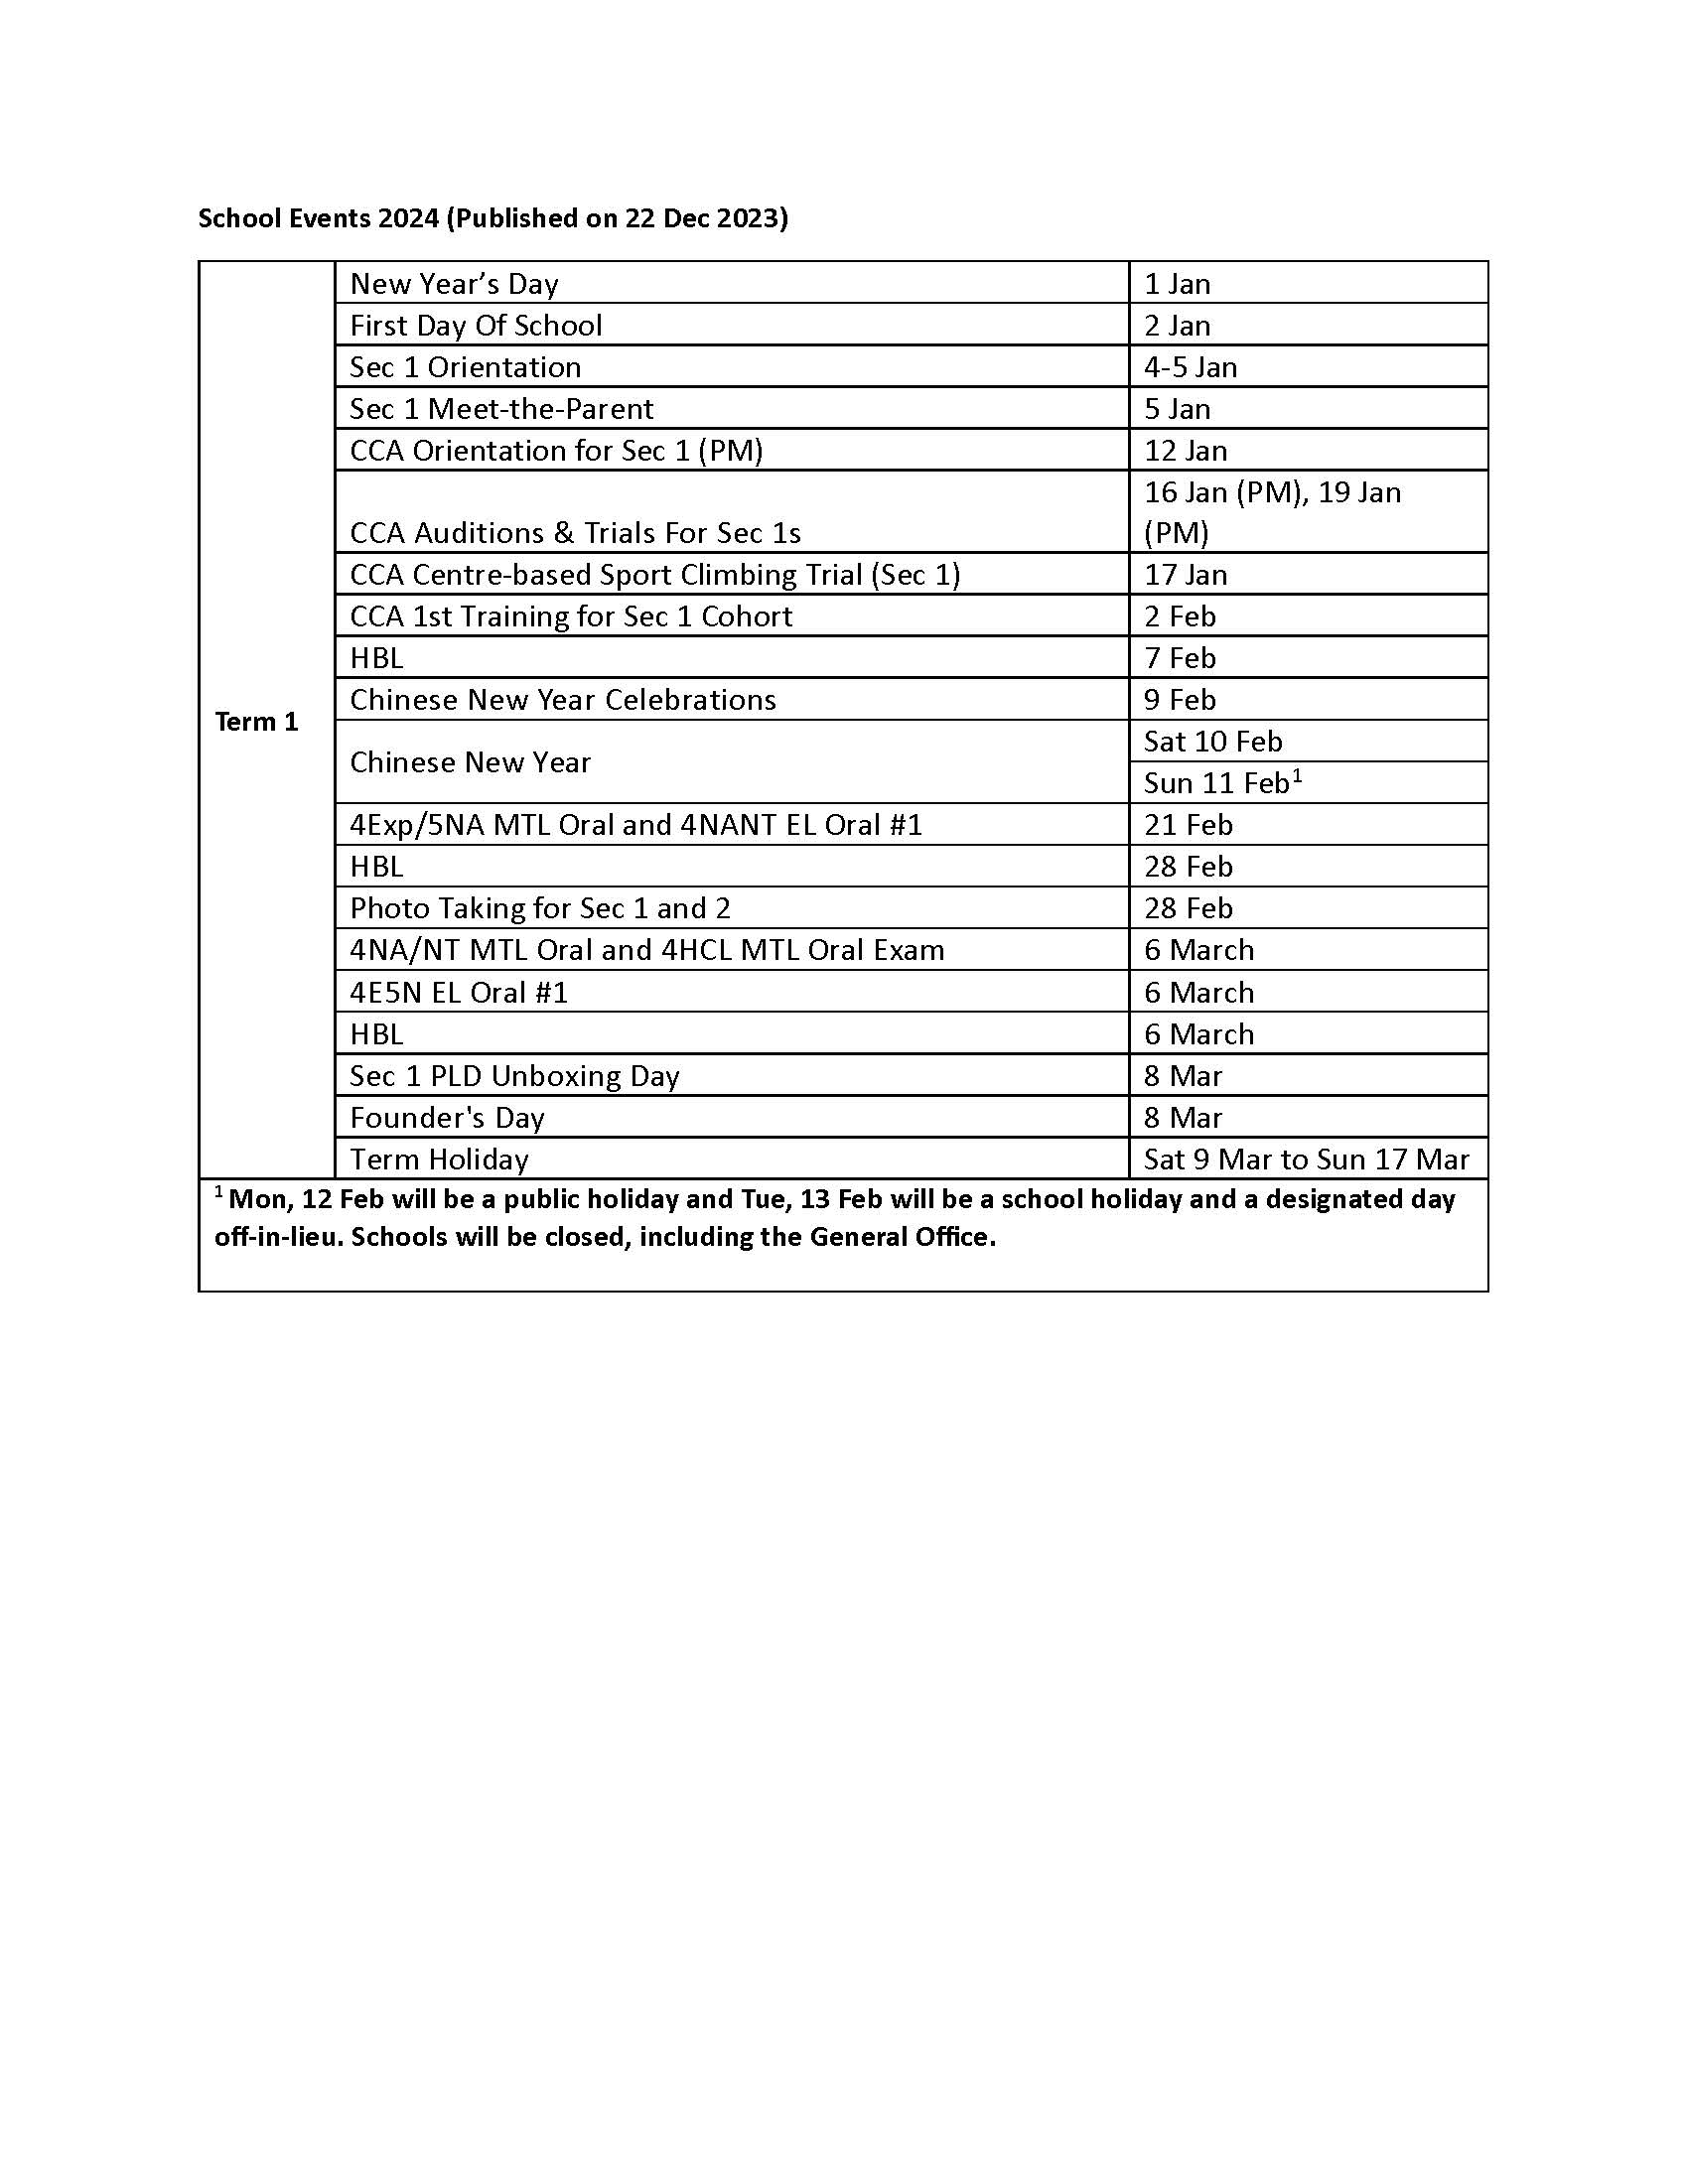 School Events 2024 (Published on 22 Dec 2023)
Term 1
New Year’s Day 1 Jan
First Day Of School 2 Jan
Sec 1 Orientation 4-5 Jan
Sec 1 Meet-the-Parent 5 Jan
CCA Orientation for Sec 1 (PM) 12 Jan
CCA Auditions & Trials For Sec 1s 16 Jan (PM), 19 Jan
(PM)
CCA Centre-based Sport Climbing Trial (Sec 1) 17 Jan
CCA 1st Training for Sec 1 Cohort 2 Feb
HBL 7 Feb
Chinese New Year Celebrations 9 Feb
Chinese New Year Sat 10 Feb
Sun 11 Feb¹
4Exp/5NA MTL Oral and 4NANT EL Oral #1 21 Feb
HBL 28 Feb
Photo Taking for Sec 1 and 2 28 Feb
4NA/NT MTL Oral and 4HCL MTL Oral Exam 6 March
4E5N EL Oral #1 6 March
HBL 6 March
Sec 1 PLD Unboxing Day 8 Mar
Founder's Day 8 Mar
Term Holiday Sat 9 Mar to Sun 17 Mar
¹ Mon, 12 Feb will be a public holiday and Tue, 13 Feb will be a school holiday and a designated day
off-in-lieu. Schools will be closed, including the General Office.